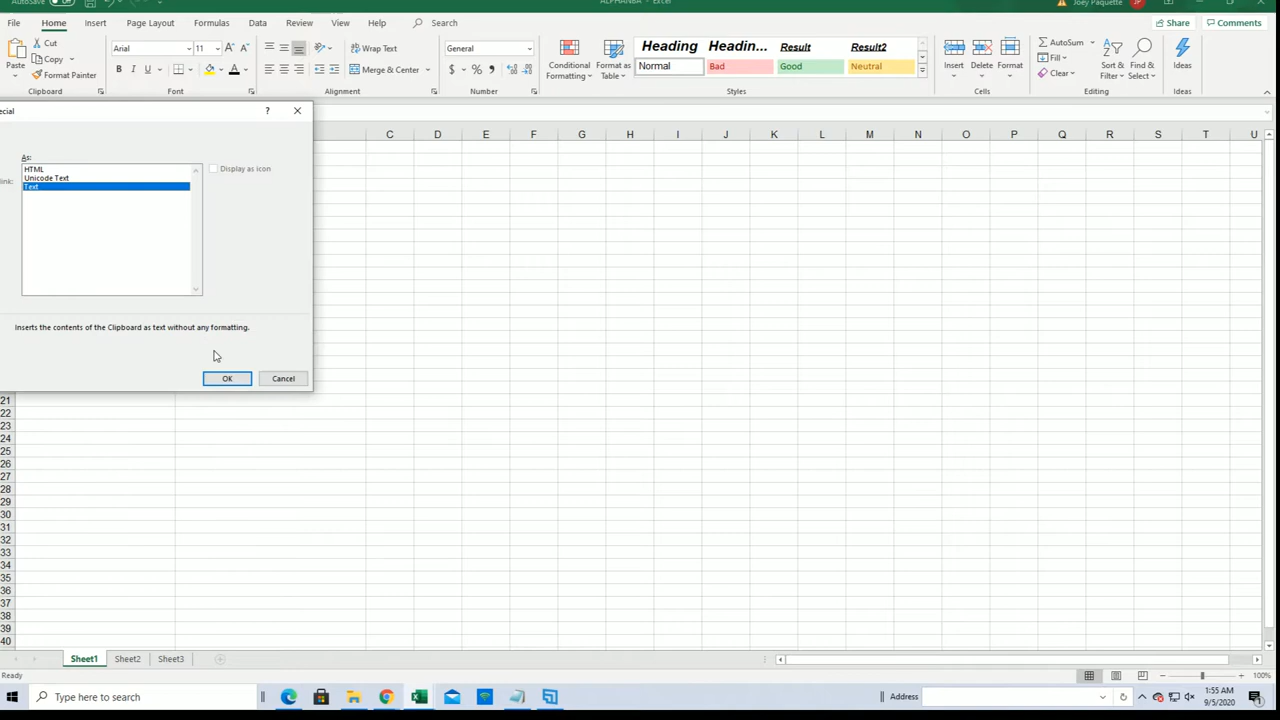 AutoSave Off ALPHANBA - Excel Joey Paquette JP
File Home Insert Page Layout Formulas Data Review View Help Search Share Comments
Paste Cut Copy Format Painter Clipboard
Arial 11 A A B I U A Font
Wrap Text Merge & Center Alignment
General $ % , Number
Conditional Formatting Format as Table
Heading Headin... Result Result2
Normal Bad Good Neutral
Styles
Insert Delete Format Cells
AutoSum Fill Clear Sort & Filter Find & Select Editing
Ideas Ideas
ecial ? ×
As:
HTML
Unicode Text
Text
link:
Display as icon
Inserts the contents of the Clipboard as text without any formatting.
OK Cancel
C D E F G H I J K L M N O P Q R S T U
21
22
23
24
25
26
27
28
29
30
31
32
33
34
35
36
37
38
39
40
Sheet1 Sheet2 Sheet3
Ready 100%
Type here to search Address 1:55 AM
9/5/2020